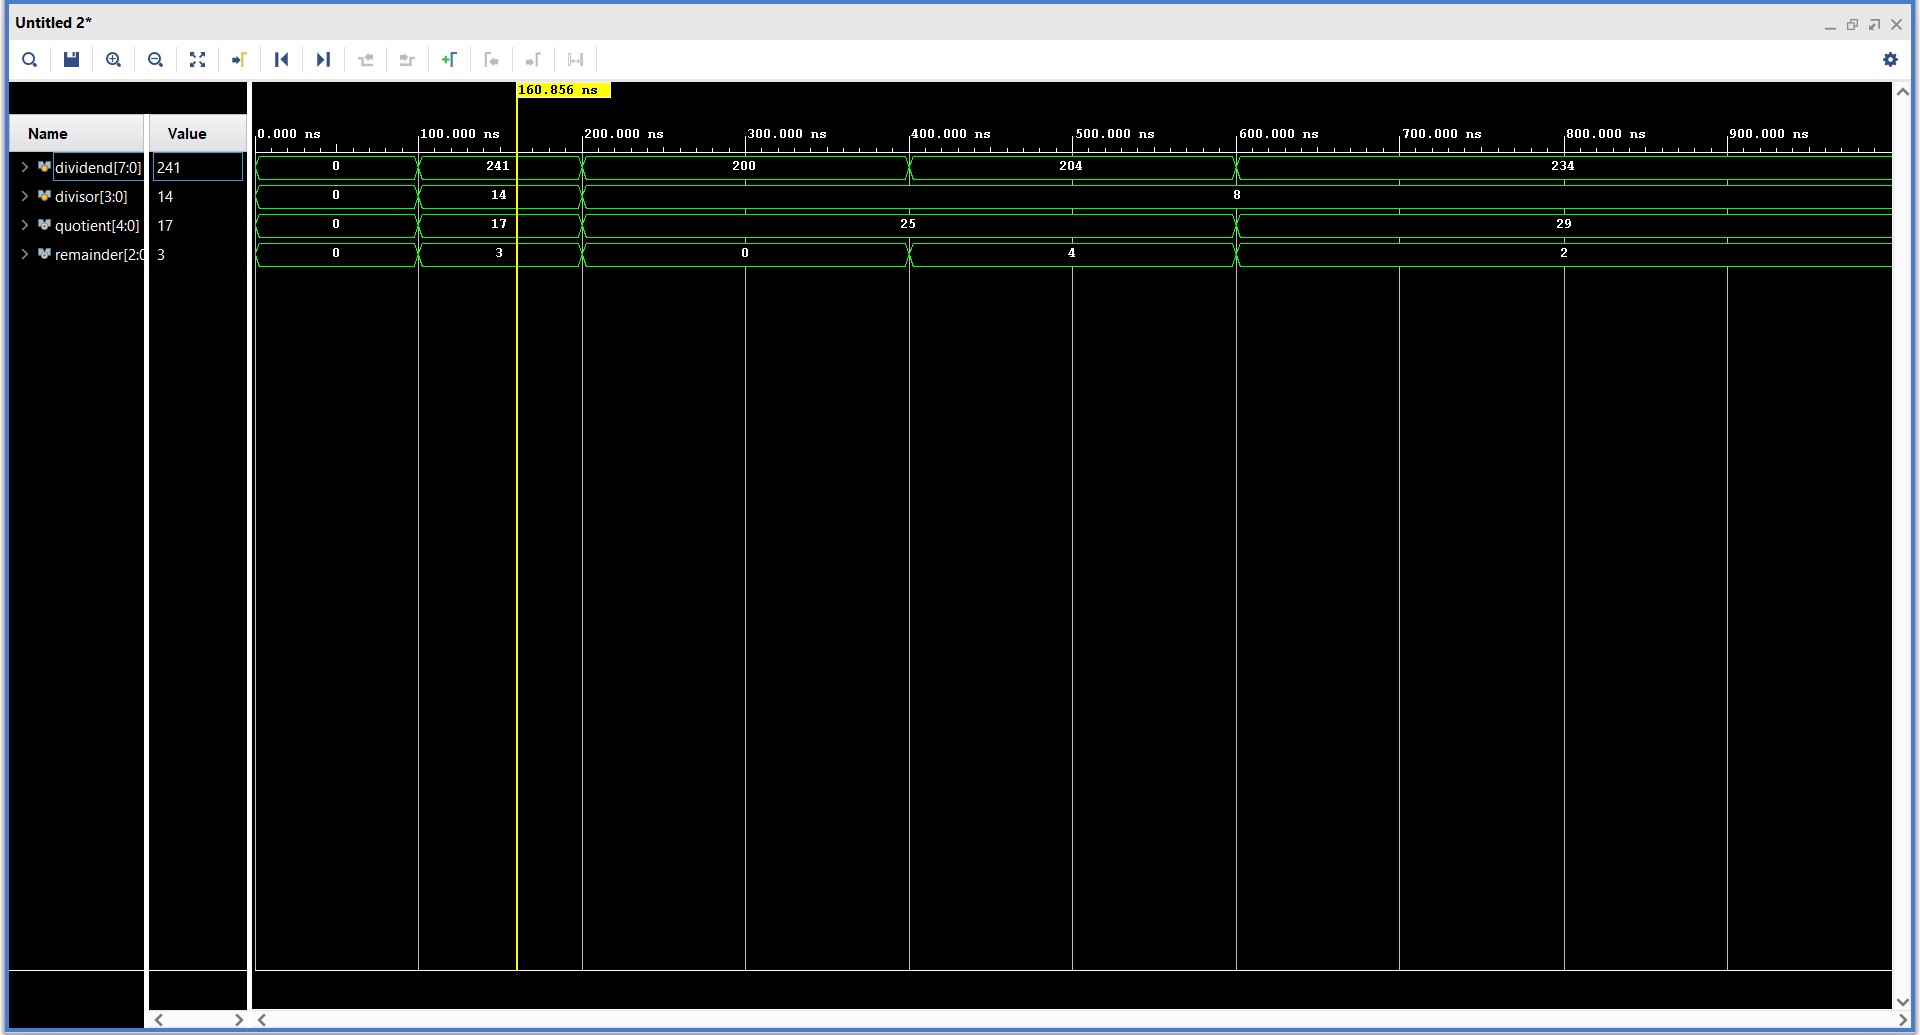 Untitled 2*
160.856 ns
Name Value 0.000 ns 100.000 ns 200.000 ns 300.000 ns 400.000 ns 500.000 ns 600.000 ns 700.000 ns 800.000 ns 900.000 ns
dividend[7:0] 241 0 241 200 204 234
divisor[3:0] 14 0 14 8
quotient[4:0] 17 0 17 25 29
remainder[2:0 3 0 3 0 4 2